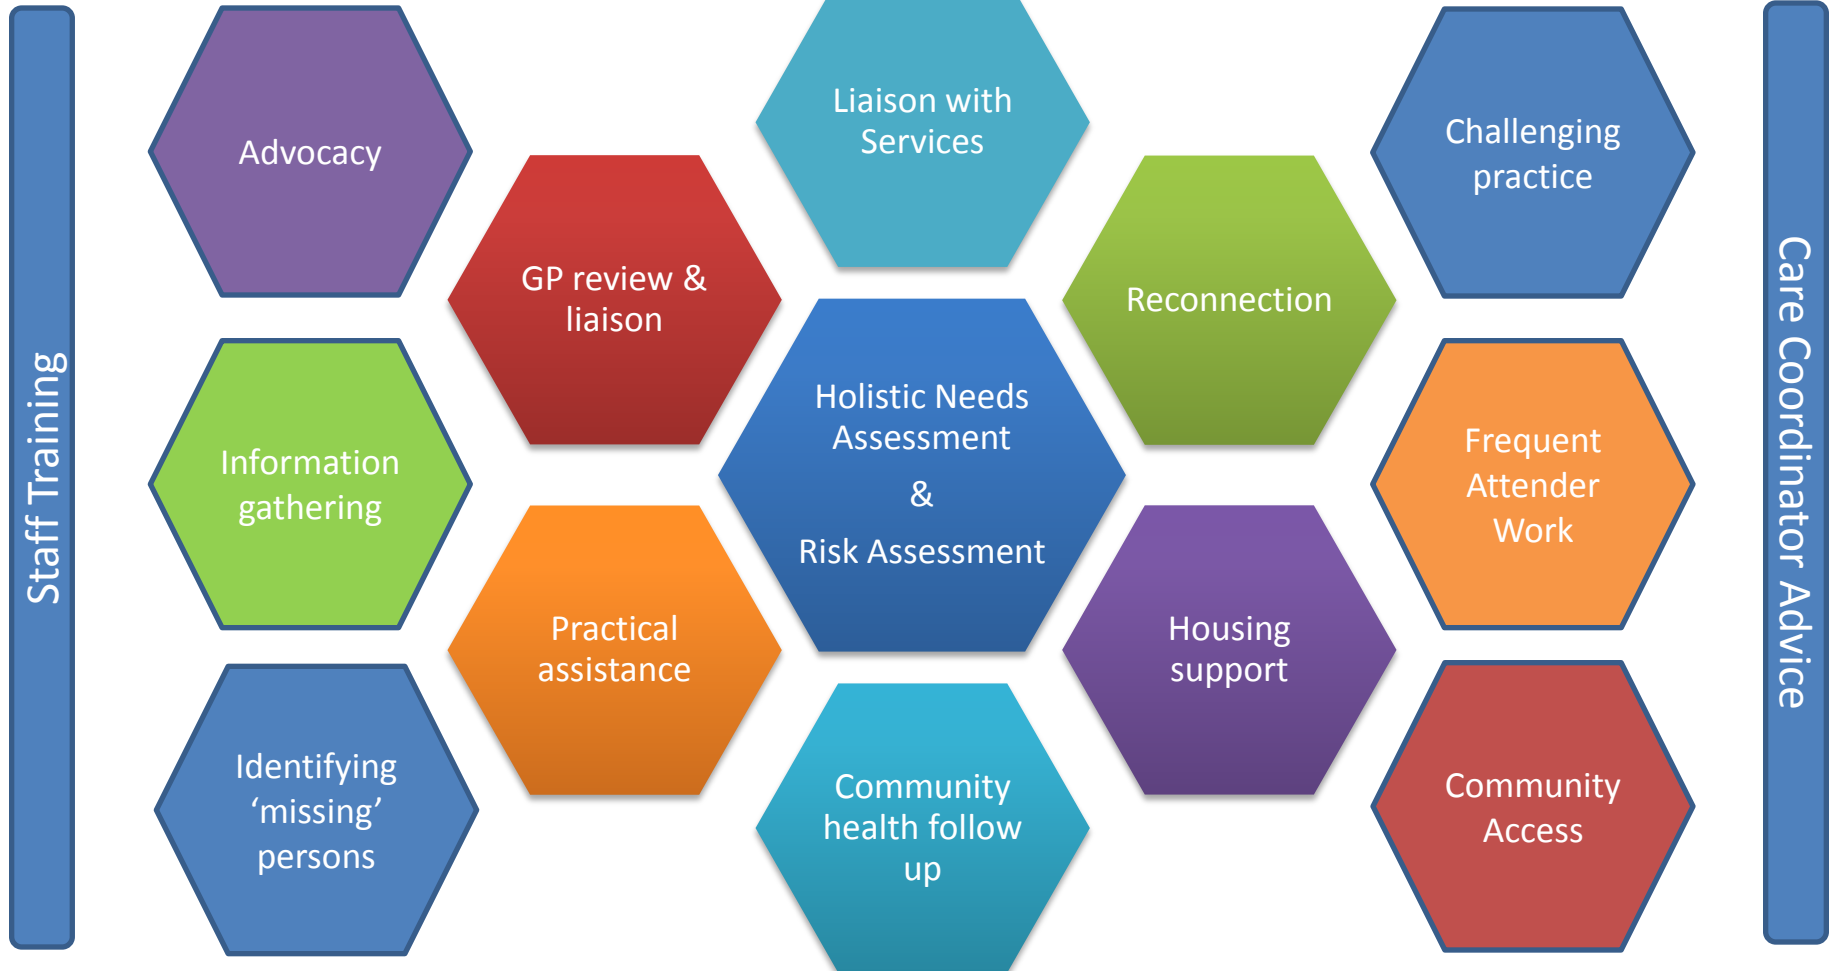 Staff Training
Advocacy
Information
gathering
Identifying
‘missing’
persons
GP review &
liaison
Practical
assistance
Liaison with
Services
Holistic Needs
Assessment
&
Risk Assessment
Community
health follow
up
Reconnection
Housing
support
Challenging
practice
Frequent
Attender
Work
Community
Access
Care Coordinator Advice